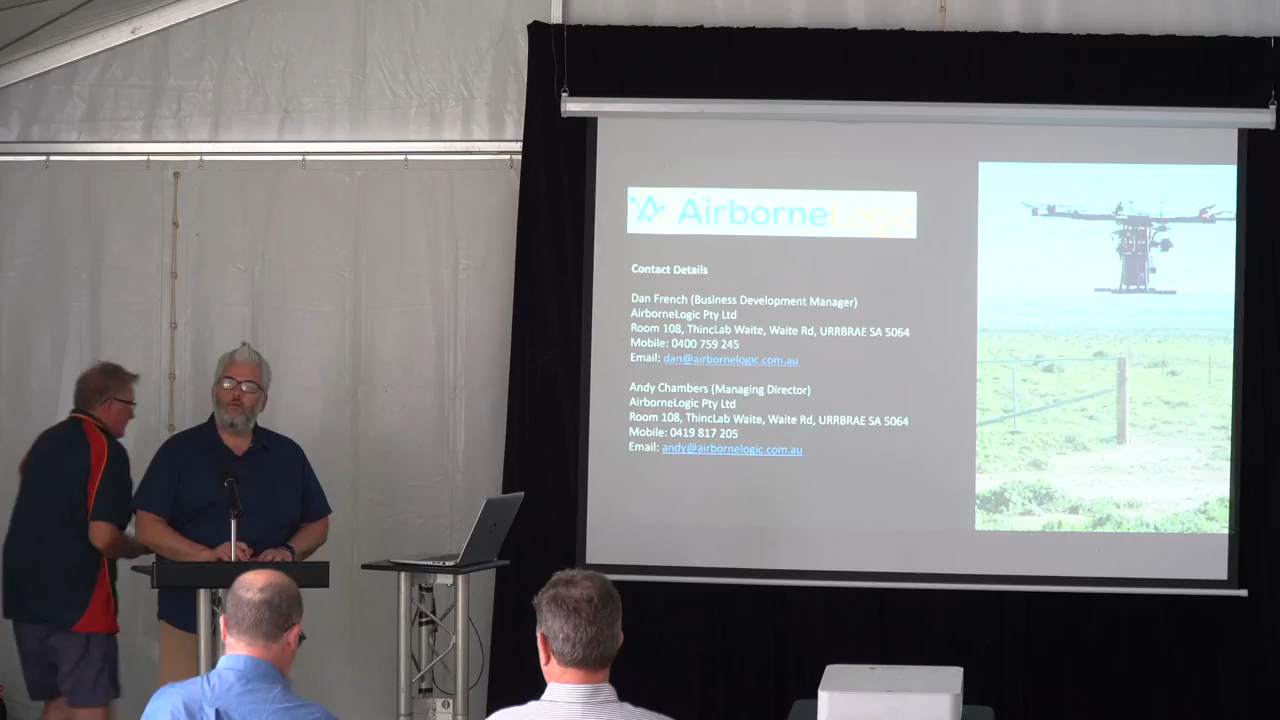 AirborneLogic
Contact Details
Dan French (Business Development Manager)
AirborneLogic Pty Ltd
Room 108, ThincLab Waite, Waite Rd, URRBRAE SA 5064
Mobile: 0400 759 245
Email: dan@airbornelogic.com.au
Andy Chambers (Managing Director)
AirborneLogic Pty Ltd
Room 108, ThincLab Waite, Waite Rd, URRBRAE SA 5064
Mobile: 0419 817 205
Email: andy@airbornelogic.com.au